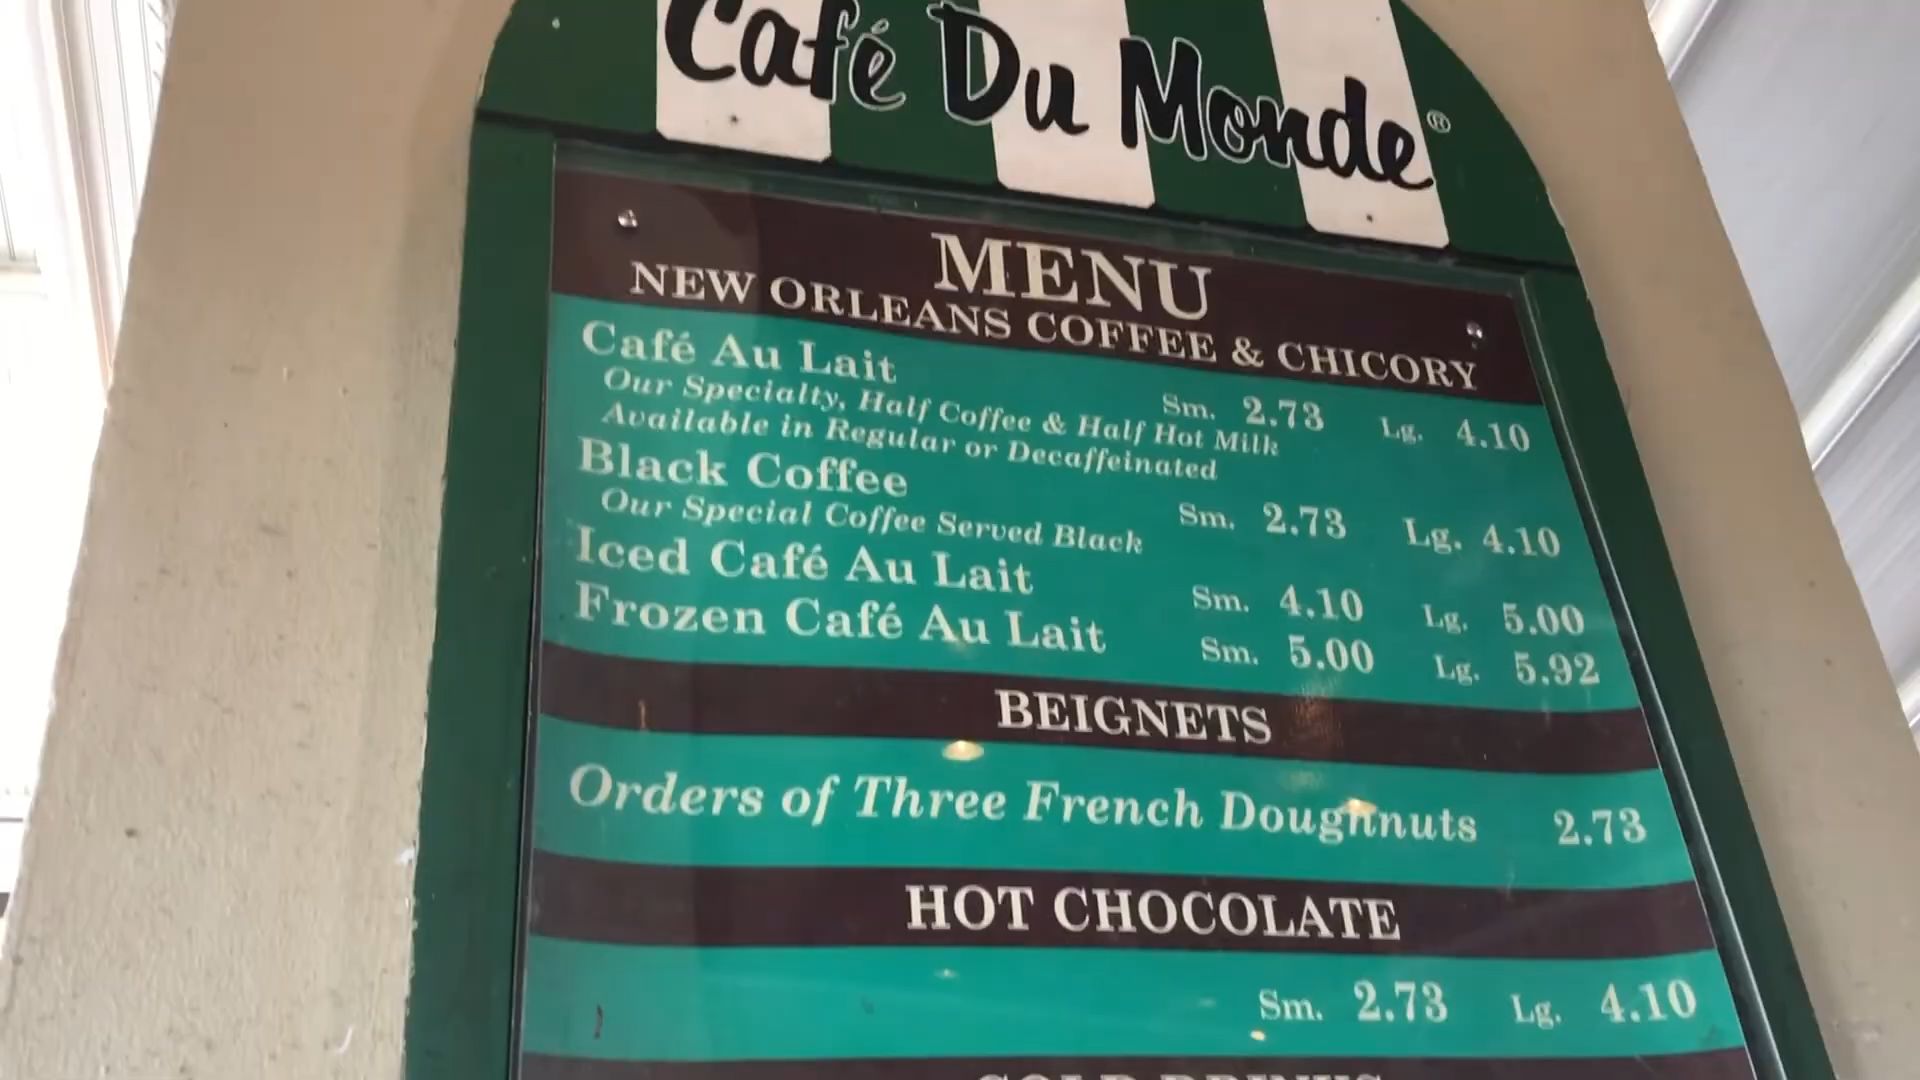 Café Du Monde®
MENU
NEW ORLEANS COFFEE & CHICORY
Café Au Lait Sm. 2.73 Lg. 4.10
Our Specialty, Half Coffee & Half Hot Milk
Available in Regular or Decaffeinated
Black Coffee Sm. 2.73 Lg. 4.10
Our Special Coffee Served Black
Iced Café Au Lait Sm. 4.10 Lg. 5.00
Frozen Café Au Lait Sm. 5.00 Lg. 5.92
BEIGNETS
Orders of Three French Doughnuts 2.73
HOT CHOCOLATE
Sm. 2.73 Lg. 4.10